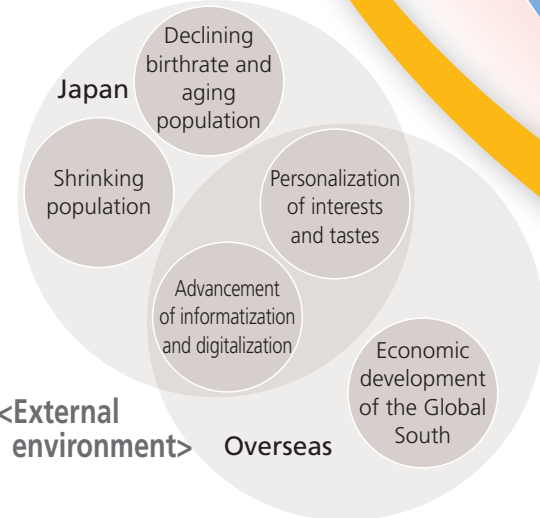 Declining
birthrate and
aging
population
Japan
Shrinking
population
Personalization
of interests
and tastes
Advancement
of informatization
and digitalization
Economic
development
of the Global
South
<External
environment>
Overseas